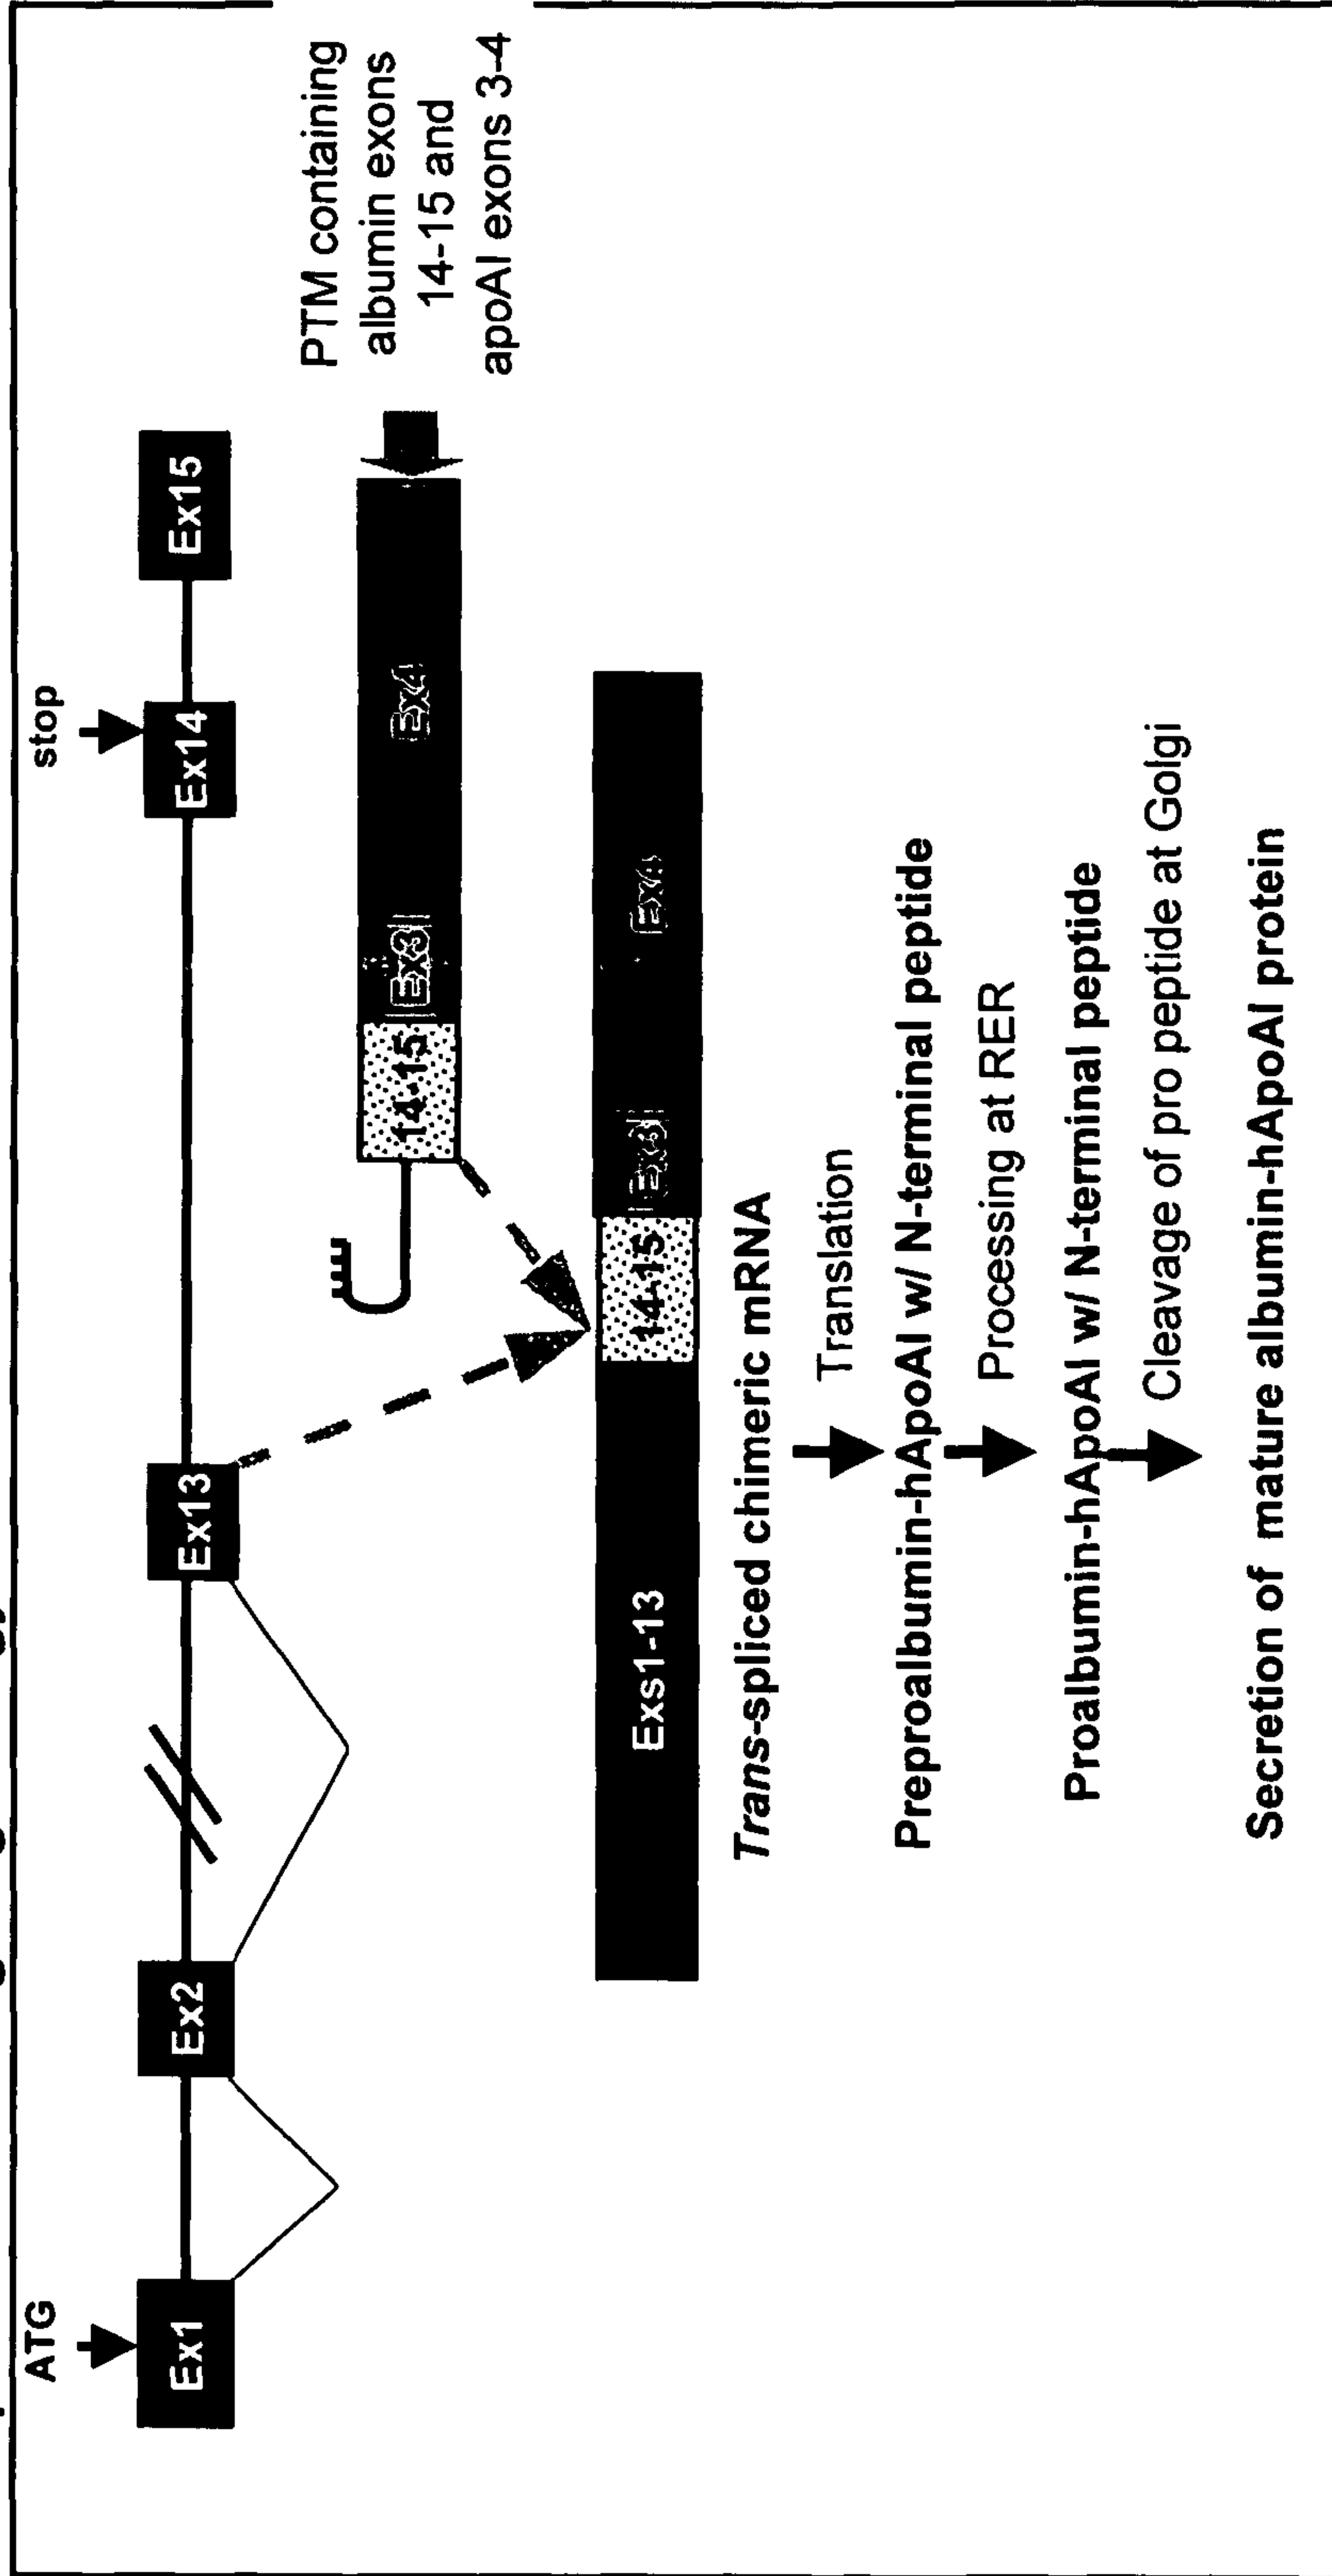 ATG
stop
Ex1
Ex2
Ex13
Ex14
Ex15
14-15
Ex3
Ex4
PTM containing
albumin exons
14-15 and
apoAI exons 3-4
Exs1-13
14-15
Ex3
Ex4
Trans-spliced chimeric mRNA
Translation
Preproalbumin-hApoAI w/ N-terminal peptide
Processing at RER
Proalbumin-hApoAI w/ N-terminal peptide
Cleavage of pro peptide at Golgi
Secretion of mature albumin-hApoAI protein